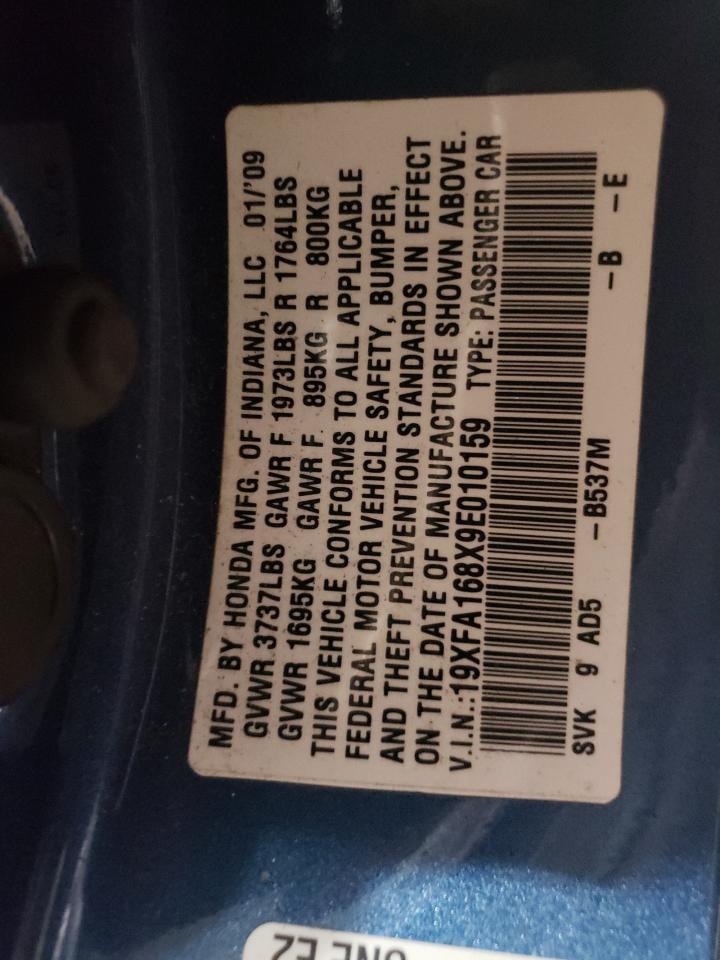 MFD. BY HONDA MFG. OF INDIANA, LLC 01/'09
GVWR 3737LBS GAWR F 1973LBS R 1764LBS
GVWR 1695KG GAWR F. 895KG R 800KG
THIS VEHICLE CONFORMS TO ALL APPLICABLE
FEDERAL MOTOR VEHICLE SAFETY, BUMPER,
AND THEFT PREVENTION STANDARDS IN EFFECT
ON THE DATE OF MANUFACTURE SHOWN ABOVE.
V.I.N.:19XFA168X9E010159 TYPE: PASSENGER CAR
SVK 9 AD5 -B537M -B -E